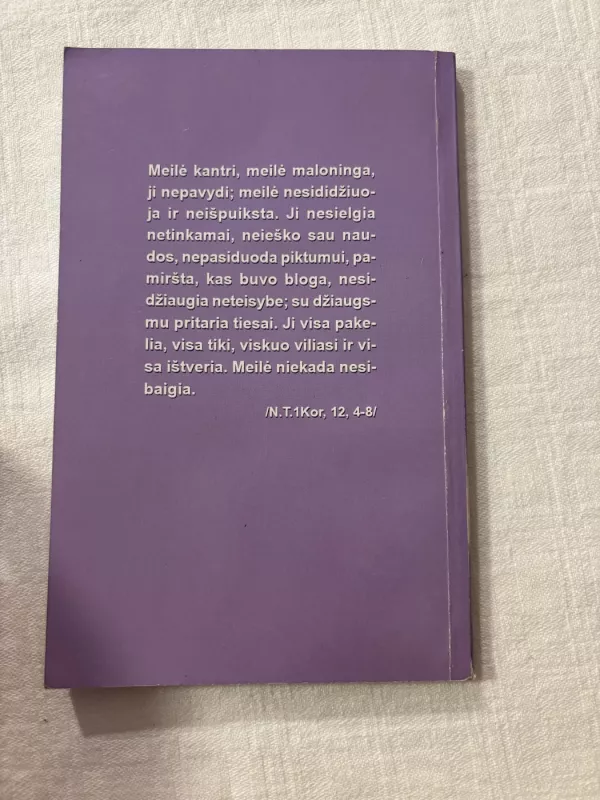 Meilė kantri, meilė maloninga,
ji nepavydi; meilė nesididžiuo-
ja ir neišpuiksta. Ji nesielgia
netinkamai, neieško sau nau-
dos, nepasiduoda piktumui, pa-
miršta, kas buvo bloga, nesi-
džiaugia neteisybe; su džiaugs-
mu pritaria tiesai. Ji visa pake-
lia, visa tiki, viskuo viliasi ir vi-
sa ištveria. Meilė niekada nesi-
baigia.
/N.T.1Kor, 12, 4-8/